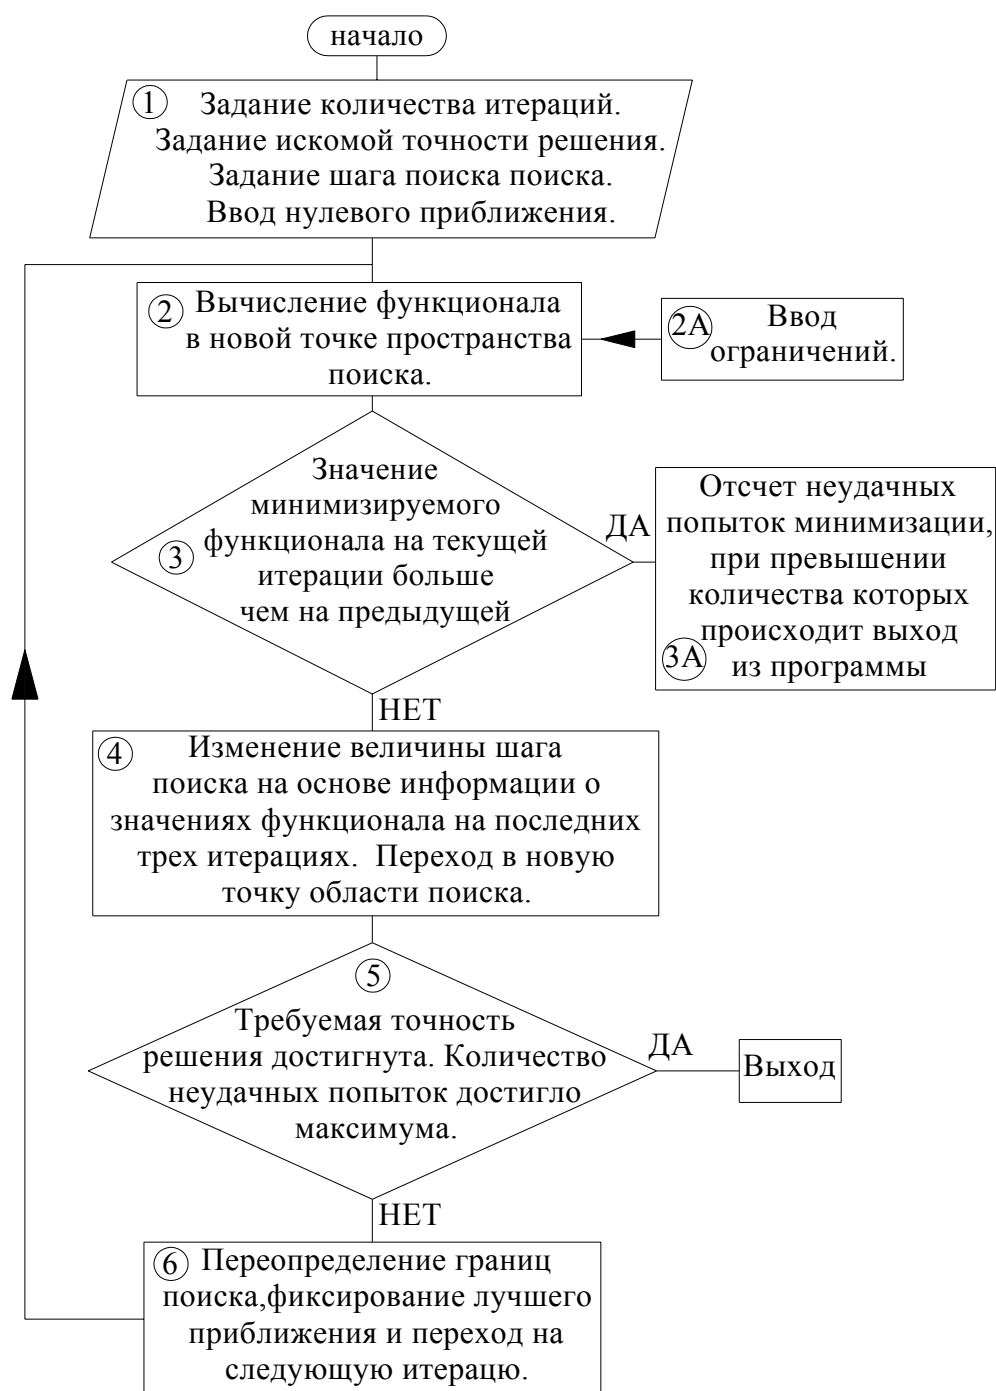 начало
1 Задание количества итераций.
Задание искомой точности решения.
Задание шага поиска поиска.
Ввод нулевого приближения.
2 Вычисление функционала
в новой точке пространства
поиска.
2А Ввод
ограничений.
Значение
минимизируемого
3 функционала на текущей
итерации больше
чем на предыдущей
ДА
Отсчет неудачных
попыток минимизации,
при превышении
количества которых
происходит выход
3А из программы
НЕТ
4 Изменение величины шага
поиска на основе информации о
значениях функционала на последних
трех итерациях. Переход в новую
точку области поиска.
5
Требуемая точность
решения достигнута. Количество
неудачных попыток достигло
максимума.
ДА
Выход
НЕТ
6 Переопределение границ
поиска,фиксирование лучшего
приближения и переход на
следующую итерацю.